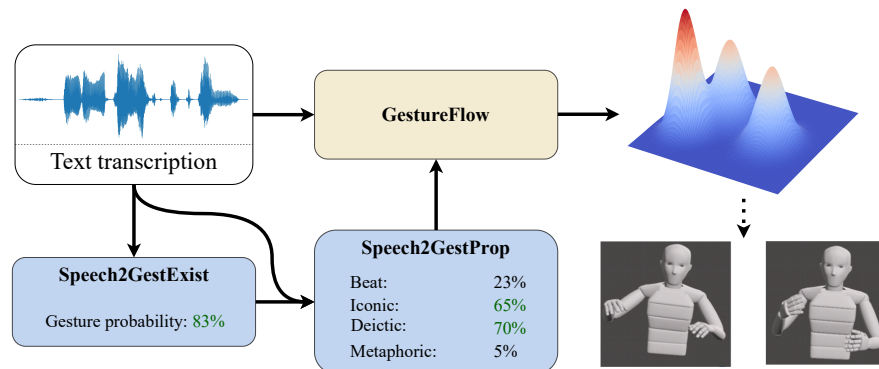 Text transcription
GestureFlow
Speech2GestExist
Gesture probability: 83%
Speech2GestProp
Beat: 23%
Iconic: 65%
Deictic: 70%
Metaphoric: 5%